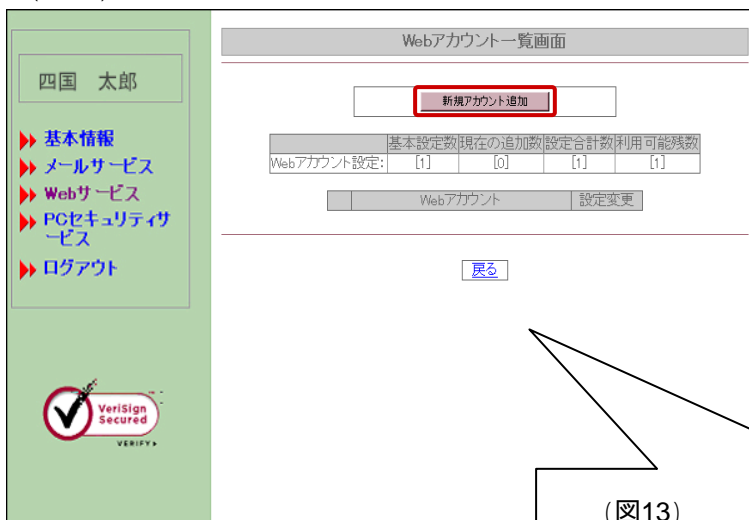 Webアカウント一覧画面
四国 太郎
新規アカウント追加
基本情報
メールサービス
Webサービス
PCセキュリティサ
ービス
ログアウト
基本設定数 現在の追加数 設定合計数 利用可能残数
Webアカウント設定: [1] [0] [1] [1]
Webアカウント 設定変更
戻る
VeriSign
Secured
VERIFY
(図13)